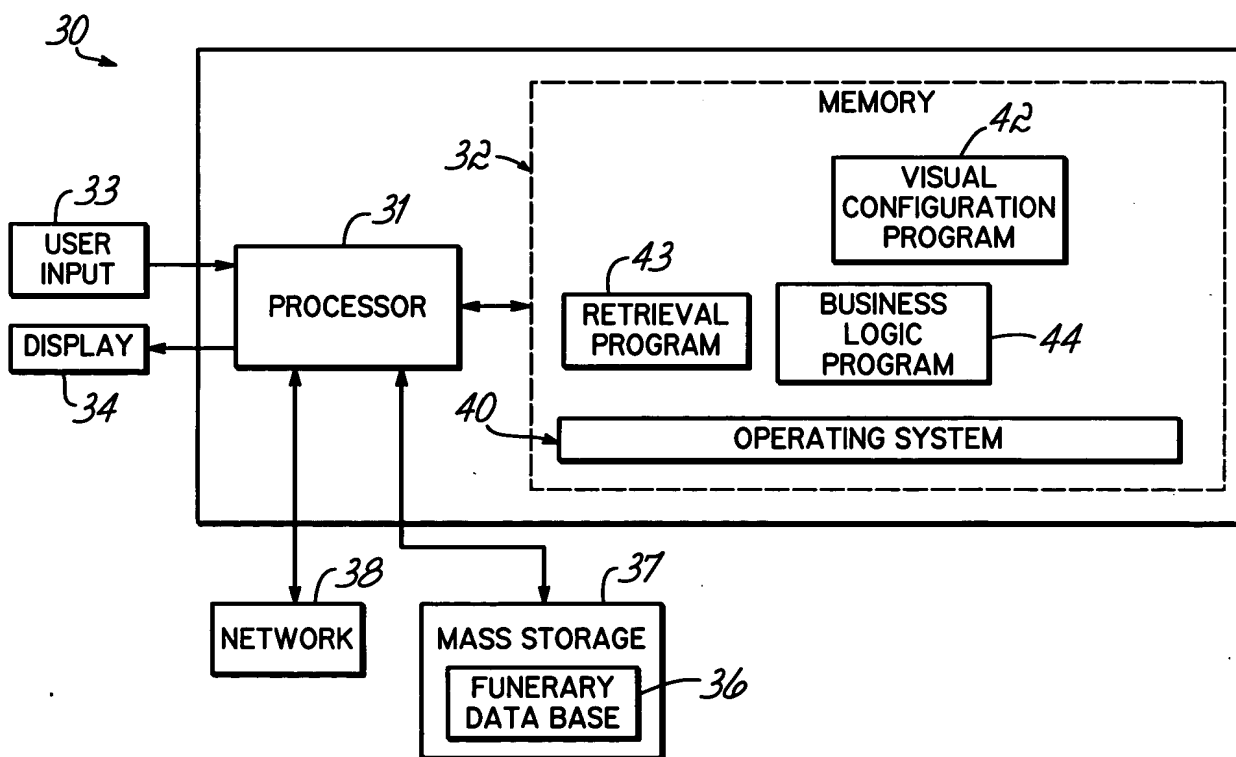 30
MEMORY
42
32
VISUAL
CONFIGURATION
PROGRAM
33
USER
INPUT
31
PROCESSOR
43
RETRIEVAL
PROGRAM
BUSINESS
LOGIC
PROGRAM
44
DISPLAY
34
40
OPERATING SYSTEM
38
NETWORK
37
MASS STORAGE
FUNERARY
DATA BASE
36